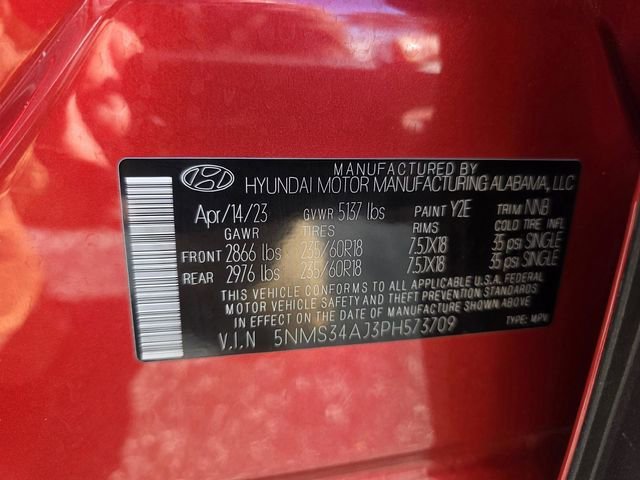 MANUFACTURED BY
HYUNDAI MOTOR MANUFACTURING ALABAMA, LLC
Apr/14/23 GVWR 5137 lbs PAINT Y2E TRIM NNB
GAWR TIRES RIMS COLD TIRE INFL
FRONT 2866 lbs 235/60R18 7.5JX18 35 psi SINGLE
REAR 2976 lbs 235/60R18 7.5JX18 35 psi SINGLE
THIS VEHICLE CONFORMS TO ALL APPLICABLE U.S.A. FEDERAL
MOTOR VEHICLE SAFETY AND THEFT PREVENTION STANDARDS
IN EFFECT ON THE DATE OF MANUFACTURE SHOWN ABOVE
V.I.N 5NMS34AJ3PH573709 TYPE: MPV